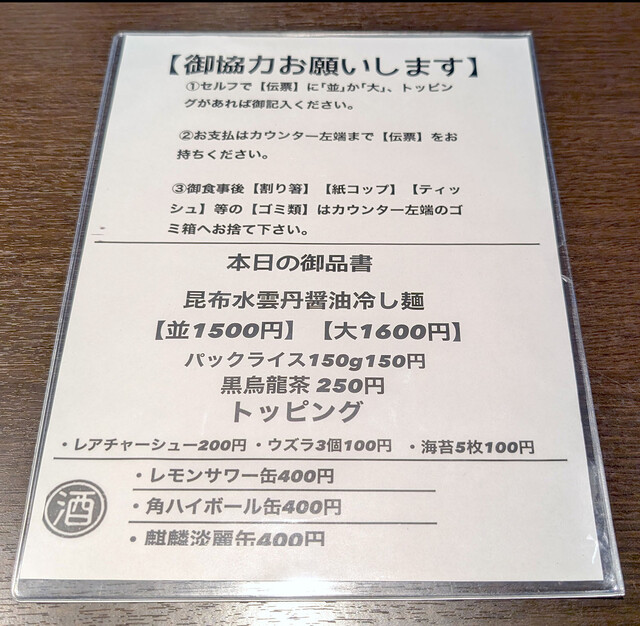 【御協力お願いします】
①セルフで【伝票】に「並」か「大」、トッピン
グがあれば御記入ください。
②お支払はカウンター左端まで【伝票】をお
持ちください。
③御食事後【割り箸】【紙コップ】【ティッ
シュ】等の【ゴミ類】はカウンター左端のゴ
ミ箱へお捨て下さい。
本日の御品書
昆布水雲丹醤油冷し麺
【並1500円】【大1600円】
パックライス150g150円
黒烏龍茶 250円
トッピング
・レアチャーシュー200円 ・ウズラ3個100円 ・海苔5枚100円
酒
・レモンサワー缶400円
・角ハイボール缶400円
・麒麟淡麗缶400円